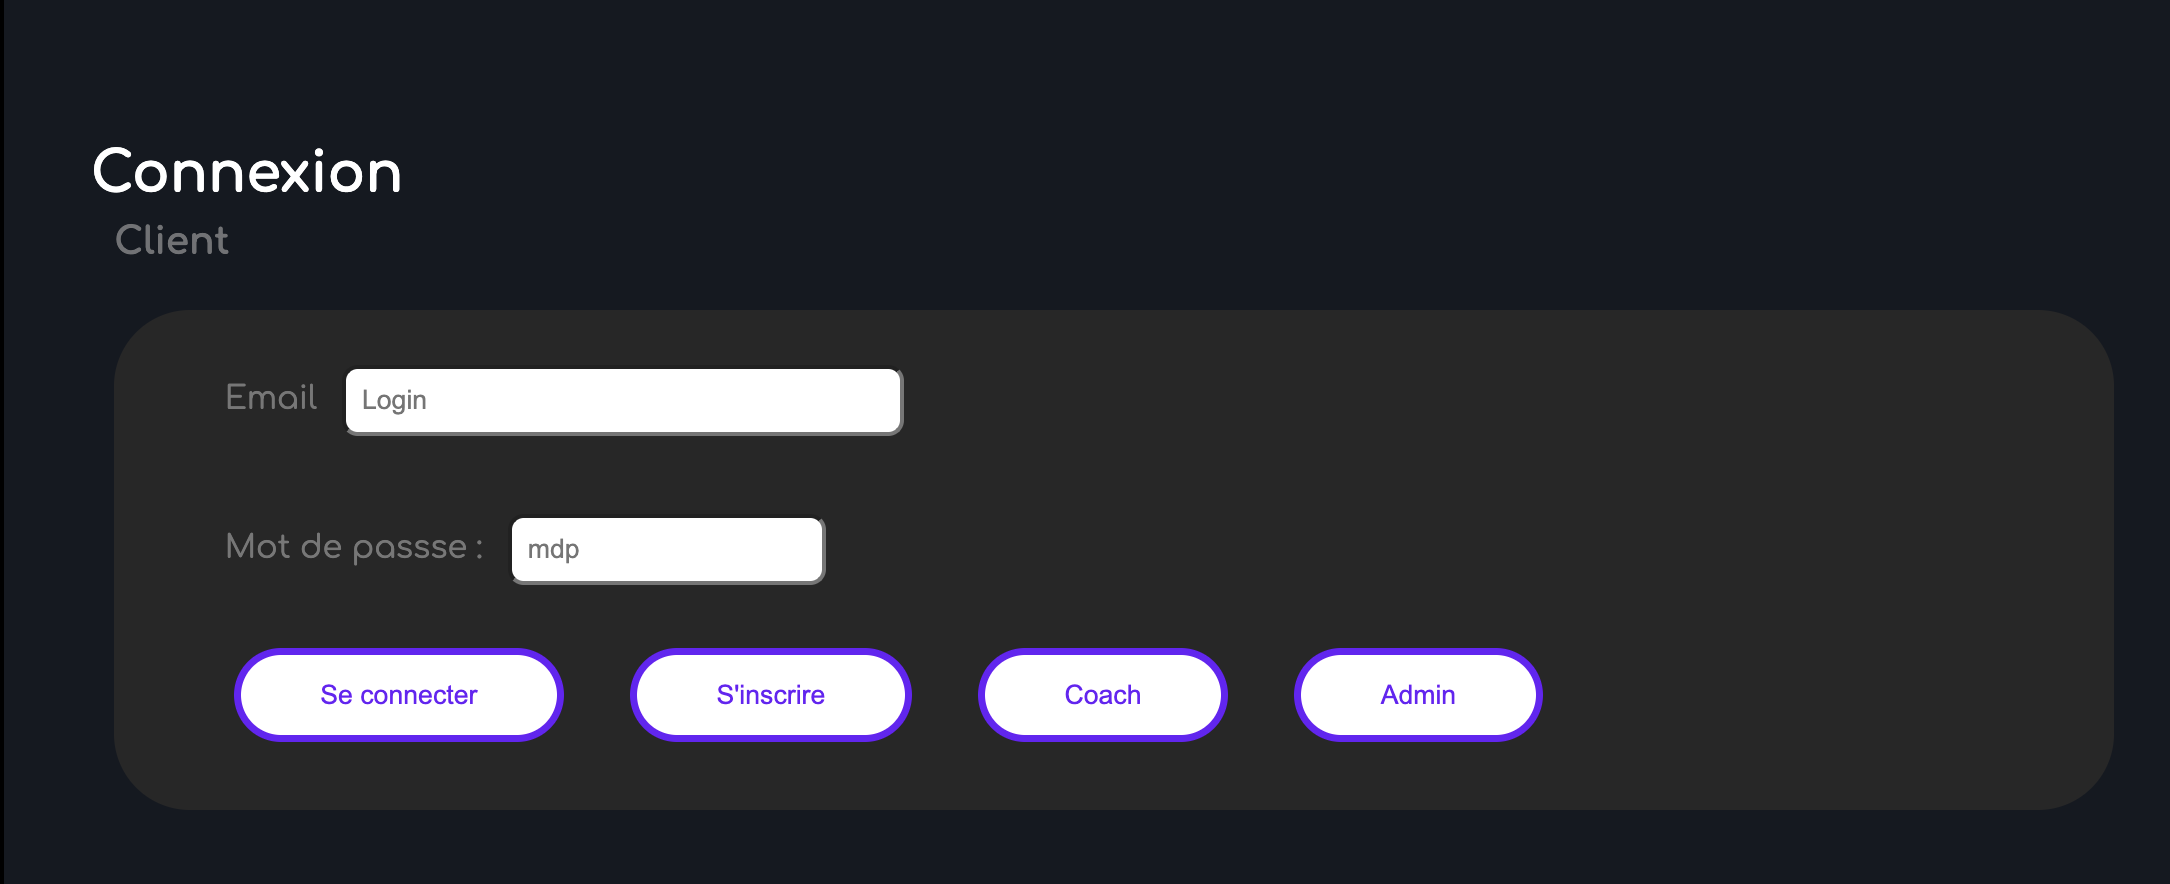 Connexion
Client
Email Login
Mot de passse : mdp
Se connecter S'inscrire Coach Admin